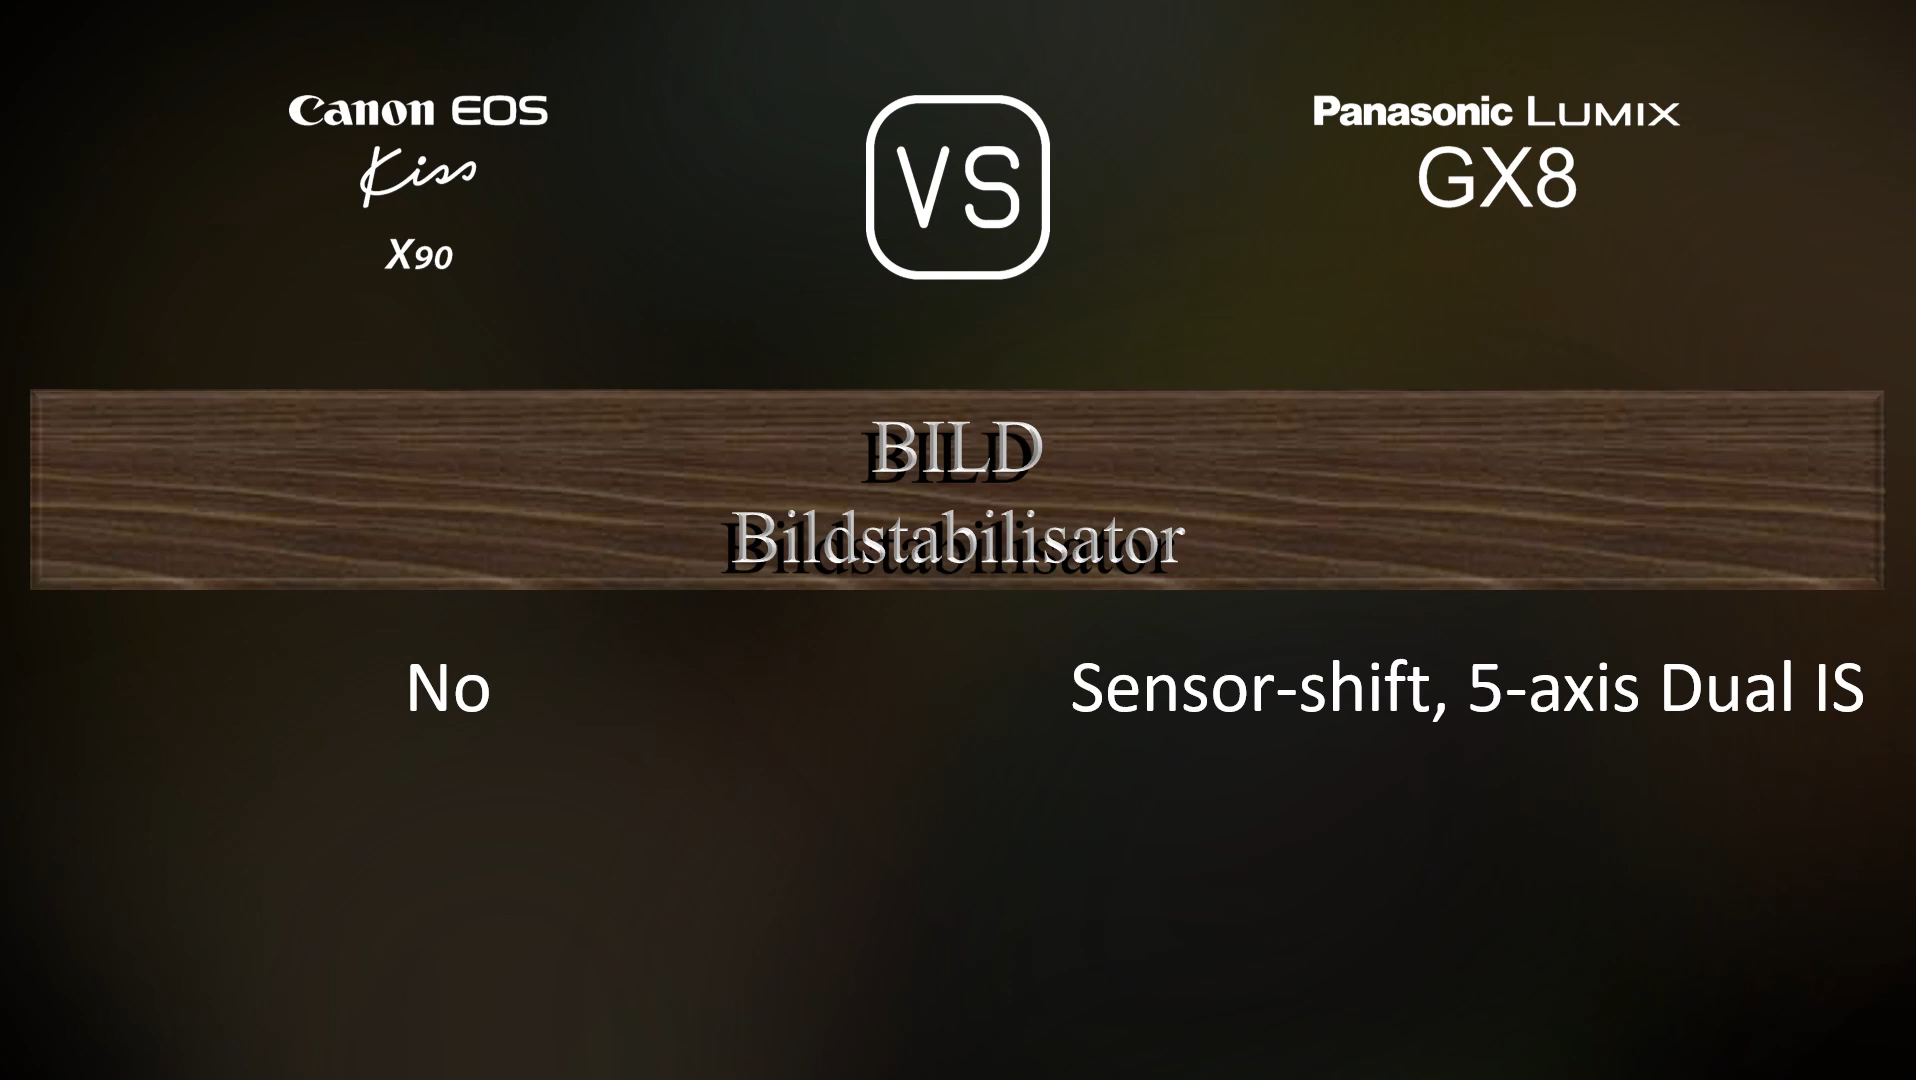 Canon EOS
Kiss
X90
VS
Panasonic LUMIX
GX8
BILD
Bildstabilisator
No
Sensor-shift, 5-axis Dual IS